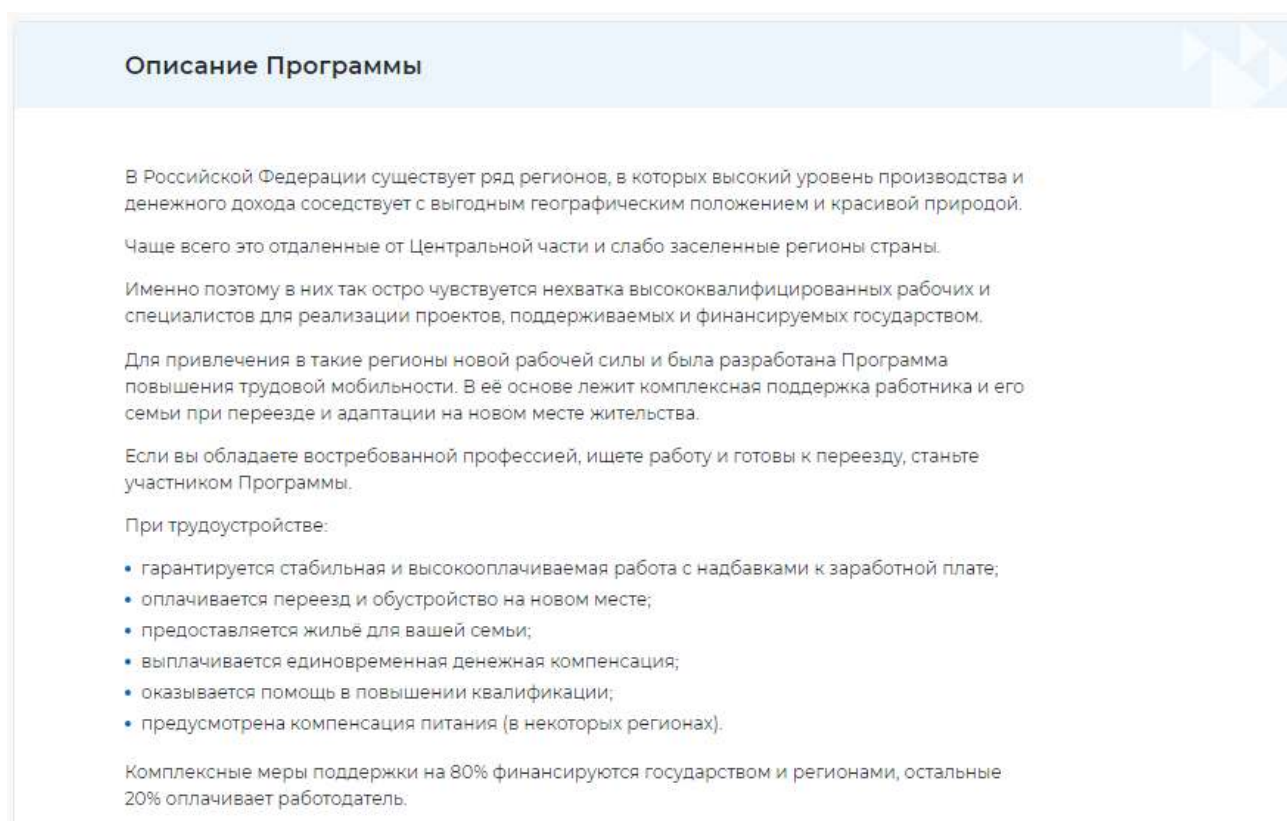 Описание Программы
В Российской Федерации существует ряд регионов, в которых высокий уровень производства и
денежного дохода соседствует с выгодным географическим положением и красивой природой.
Чаще всего это отдаленные от Центральной части и слабо заселенные регионы страны.
Именно поэтому в них так остро чувствуется нехватка высококвалифицированных рабочих и
специалистов для реализации проектов, поддерживаемых и финансируемых государством.
Для привлечения в такие регионы новой рабочей силы и была разработана Программа
повышения трудовой мобильности. В её основе лежит комплексная поддержка работника и его
семьи при переезде и адаптации на новом месте жительства.
Если вы обладаете востребованной профессией, ищете работу и готовы к переезду, станьте
участником Программы.
При трудоустройстве:
• гарантируется стабильная и высокооплачиваемая работа с надбавками к заработной плате;
• оплачивается переезд и обустройство на новом месте;
• предоставляется жильё для вашей семьи;
• выплачивается единовременная денежная компенсация;
• оказывается помощь в повышении квалификации;
• предусмотрена компенсация питания (в некоторых регионах).
Комплексные меры поддержки на 80% финансируются государством и регионами, остальные
20% оплачивает работодатель.